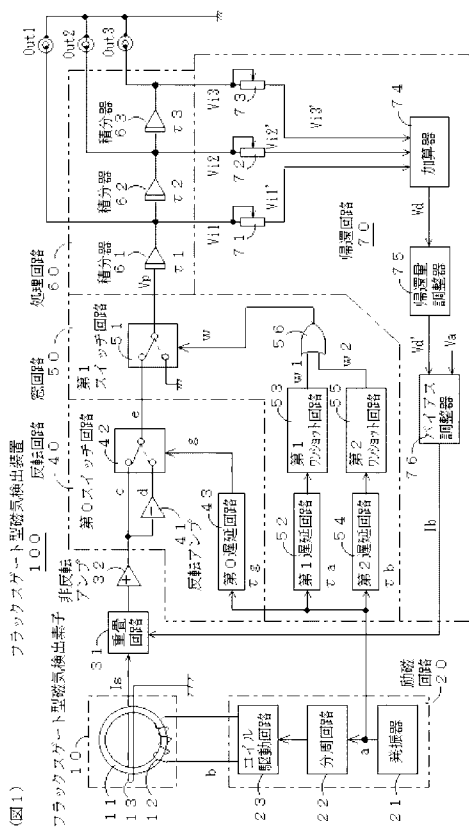 (図1)
フラックスゲート型磁気検出装置
100
フラックスゲート型磁気検出素子
10
11
13
12
励磁回路
20
発振器
21
分周回路
22
コイル
駆動回路
23
a
b
Is
重畳
回路
31
非反転
アンプ
32
反転回路
40
第0スイッチ回路
42
c
d
e
g
反転アンプ
41
第0遅延回路
43
τg
窓回路
50
第1
スイッチ回路
51
Vp
w
第1遅延回路
52
τa
第1
ワンショット回路
53
w1
第2遅延回路
54
τb
第2
ワンショット回路
55
w2
56
処理回路
60
積分器
61
τ1
積分器
62
τ2
積分器
63
τ3
Out1
Out2
Out3
Vi1
Vi2
Vi3
71
72
73
Vi1'
Vi2'
Vi3'
帰還回路
70
加算器
74
Vd
帰還量
調整器
75
Vd'
Va
バイアス
調整器
76
Ib